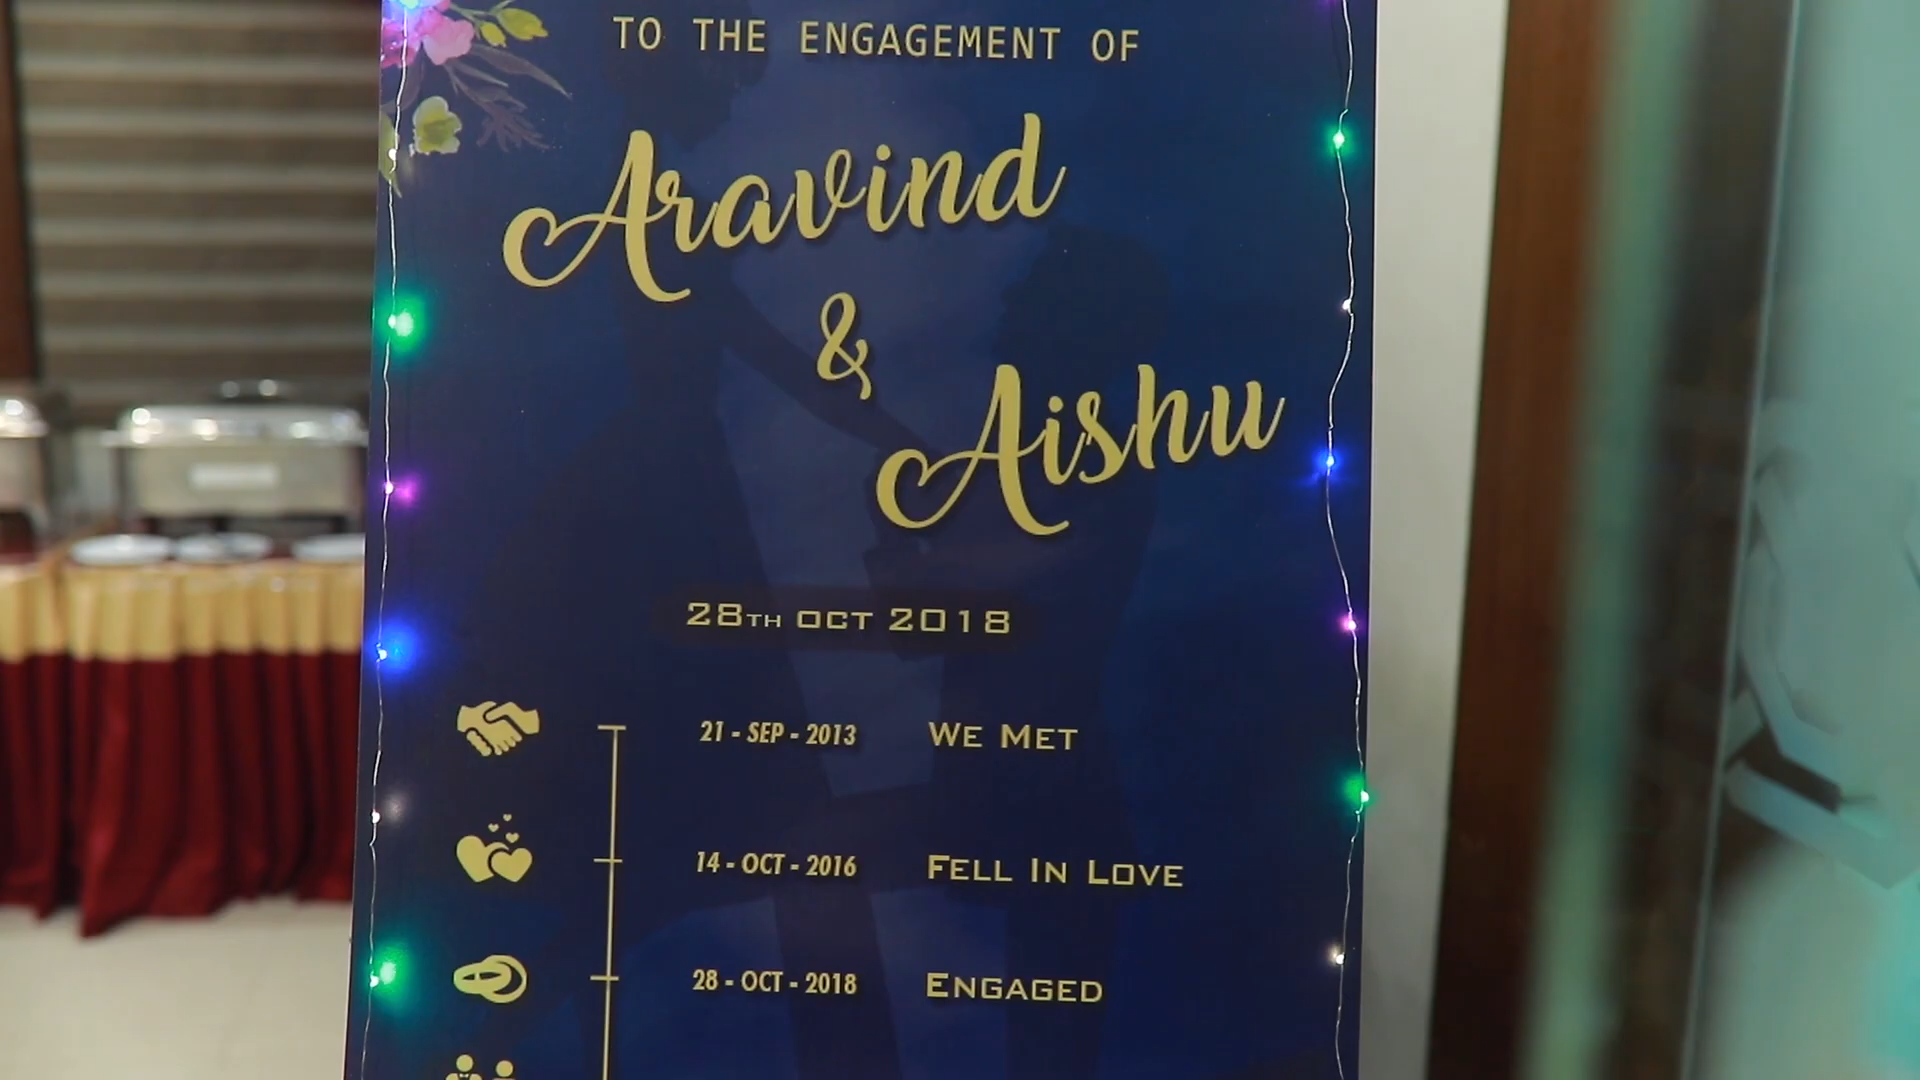 TO THE ENGAGEMENT OF
Aravind
&
Aishu
28TH OCT 2018
21 - SEP - 2013 WE MET
14 - OCT - 2016 FELL IN LOVE
28 - OCT - 2018 ENGAGED